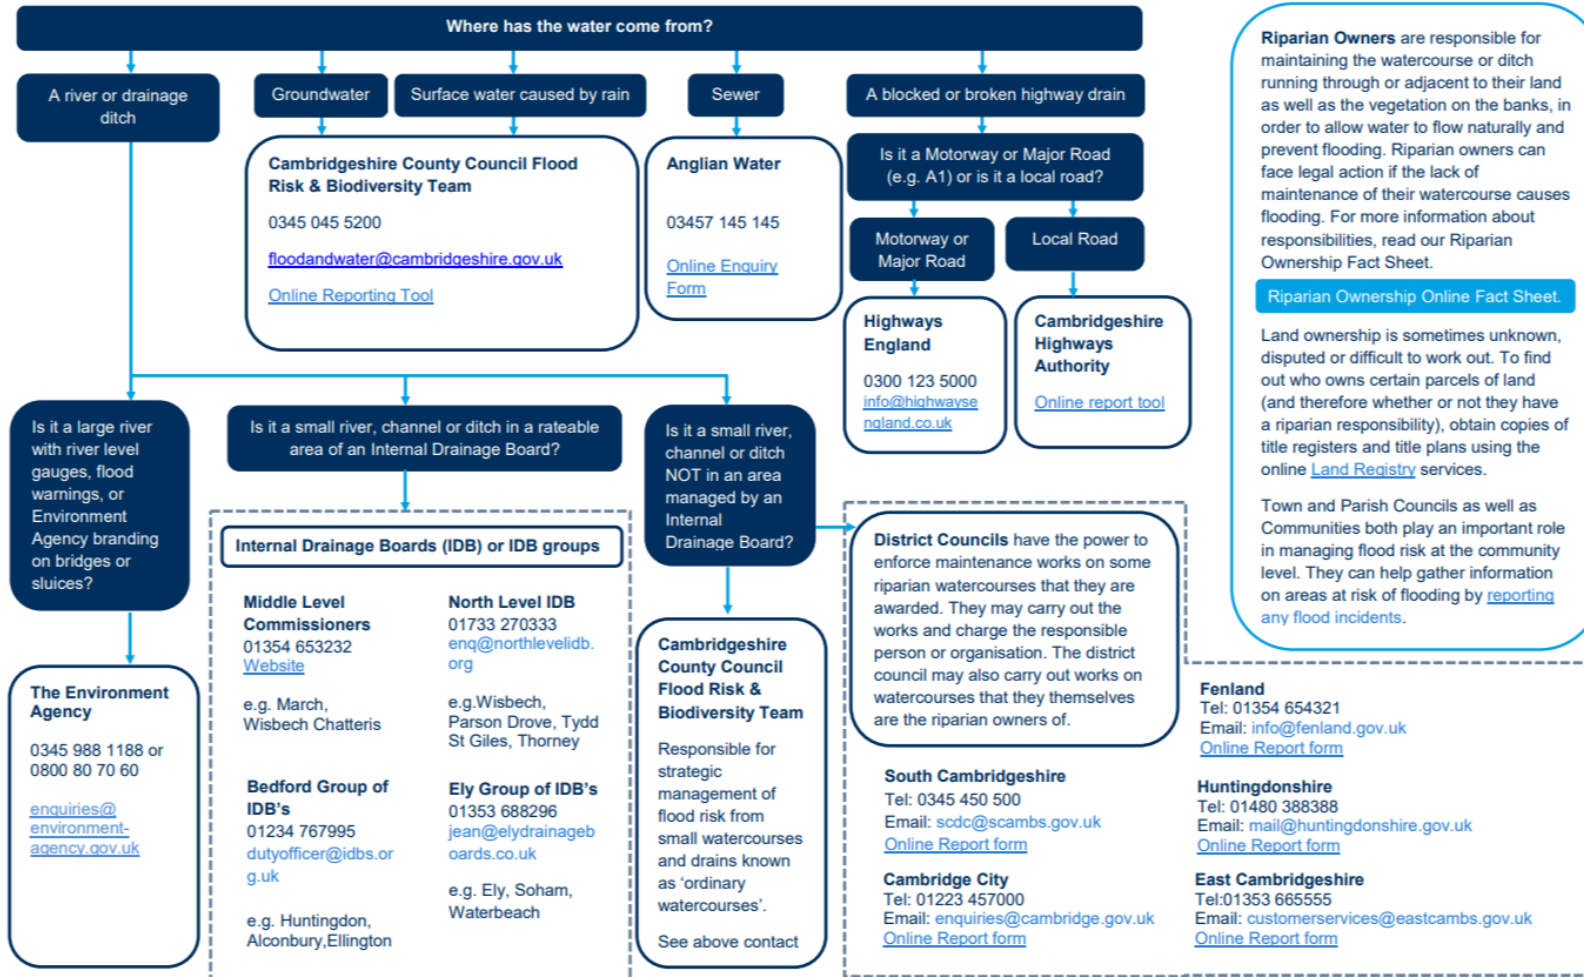 Where has the water come from?
A river or drainage
ditch
Groundwater
Surface water caused by rain
Sewer
A blocked or broken highway drain
Cambridgeshire County Council Flood
Risk & Biodiversity Team
0345 045 5200
floodandwater@cambridgeshire.gov.uk
Online Reporting Tool
Anglian Water
03457 145 145
Online Enquiry
Form
Is it a Motorway or Major Road
(e.g. A1) or is it a local road?
Motorway or
Major Road
Local Road
Highways
England
0300 123 5000
info@highwayse
ngland.co.uk
Cambridgeshire
Highways
Authority
Online report tool
Is it a large river
with river level
gauges, flood
warnings, or
Environment
Agency branding
on bridges or
sluices?
Is it a small river, channel or ditch in a rateable
area of an Internal Drainage Board?
Is it a small river,
channel or ditch
NOT in an area
managed by an
Internal
Drainage Board?
The Environment
Agency
0345 988 1188 or
0800 80 70 60
enquiries@
environment-
agency.gov.uk
Internal Drainage Boards (IDB) or IDB groups
Middle Level
Commissioners
01354 653232
Website
e.g. March,
Wisbech Chatteris
North Level IDB
01733 270333
enq@northlevelidb.
org
e.g.Wisbech,
Parson Drove, Tydd
St Giles, Thorney
Bedford Group of
IDB's
01234 767995
dutyofficer@idbs.or
g.uk
e.g. Huntingdon,
Alconbury,Ellington
Ely Group of IDB's
01353 688296
jean@elydrainageb
oards.co.uk
e.g. Ely, Soham,
Waterbeach
Cambridgeshire
County Council
Flood Risk &
Biodiversity Team
Responsible for
strategic
management of
flood risk from
small watercourses
and drains known
as ‘ordinary
watercourses’.
See above contact
District Councils have the power to
enforce maintenance works on some
riparian watercourses that they are
awarded. They may carry out the
works and charge the responsible
person or organisation. The district
council may also carry out works on
watercourses that they themselves
are the riparian owners of.
South Cambridgeshire
Tel: 0345 450 500
Email: scdc@scambs.gov.uk
Online Report form
Cambridge City
Tel: 01223 457000
Email: enquiries@cambridge.gov.uk
Online Report form
Fenland
Tel: 01354 654321
Email: info@fenland.gov.uk
Online Report form
Huntingdonshire
Tel: 01480 388388
Email: mail@huntingdonshire.gov.uk
Online Report form
East Cambridgeshire
Tel:01353 665555
Email: customerservices@eastcambs.gov.uk
Online Report form
Riparian Owners are responsible for
maintaining the watercourse or ditch
running through or adjacent to their land
as well as the vegetation on the banks, in
order to allow water to flow naturally and
prevent flooding. Riparian owners can
face legal action if the lack of
maintenance of their watercourse causes
flooding. For more information about
responsibilities, read our Riparian
Ownership Fact Sheet.
Riparian Ownership Online Fact Sheet.
Land ownership is sometimes unknown,
disputed or difficult to work out. To find
out who owns certain parcels of land
(and therefore whether or not they have
a riparian responsibility), obtain copies of
title registers and title plans using the
online Land Registry services.
Town and Parish Councils as well as
Communities both play an important role
in managing flood risk at the community
level. They can help gather information
on areas at risk of flooding by reporting
any flood incidents.